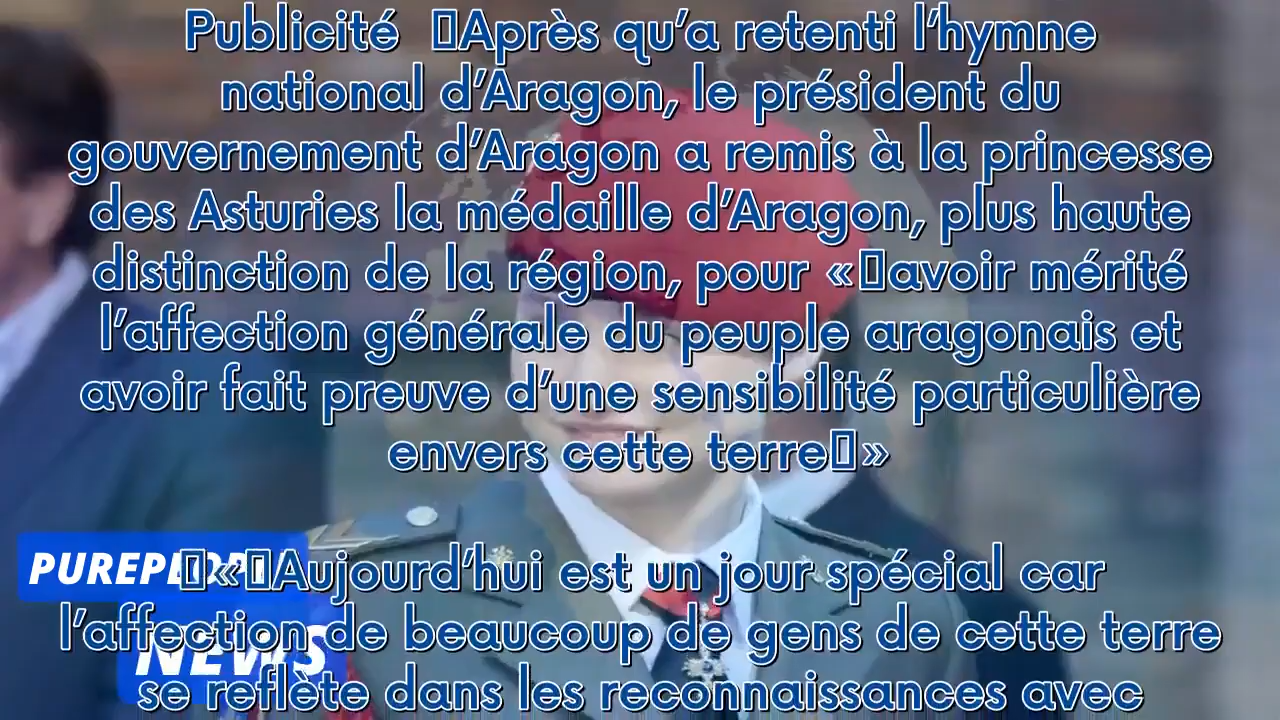 Publicité Après qu’a retenti l’hymne
national d’Aragon, le président du
gouvernement d’Aragon a remis à la princesse
des Asturies la médaille d’Aragon, plus haute
distinction de la région, pour « avoir mérité
l’affection générale du peuple aragonais et
avoir fait preuve d’une sensibilité particulière
envers cette terre »
« Aujourd’hui est un jour spécial car
l’affection de beaucoup de gens de cette terre
se reflète dans les reconnaissances avec
NEWS